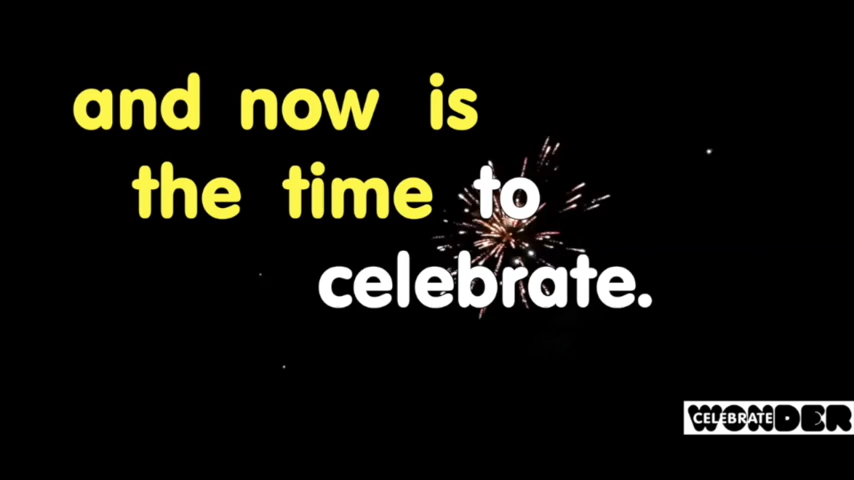 and now is
the time to
celebrate.
CELEBRATE
WONDER